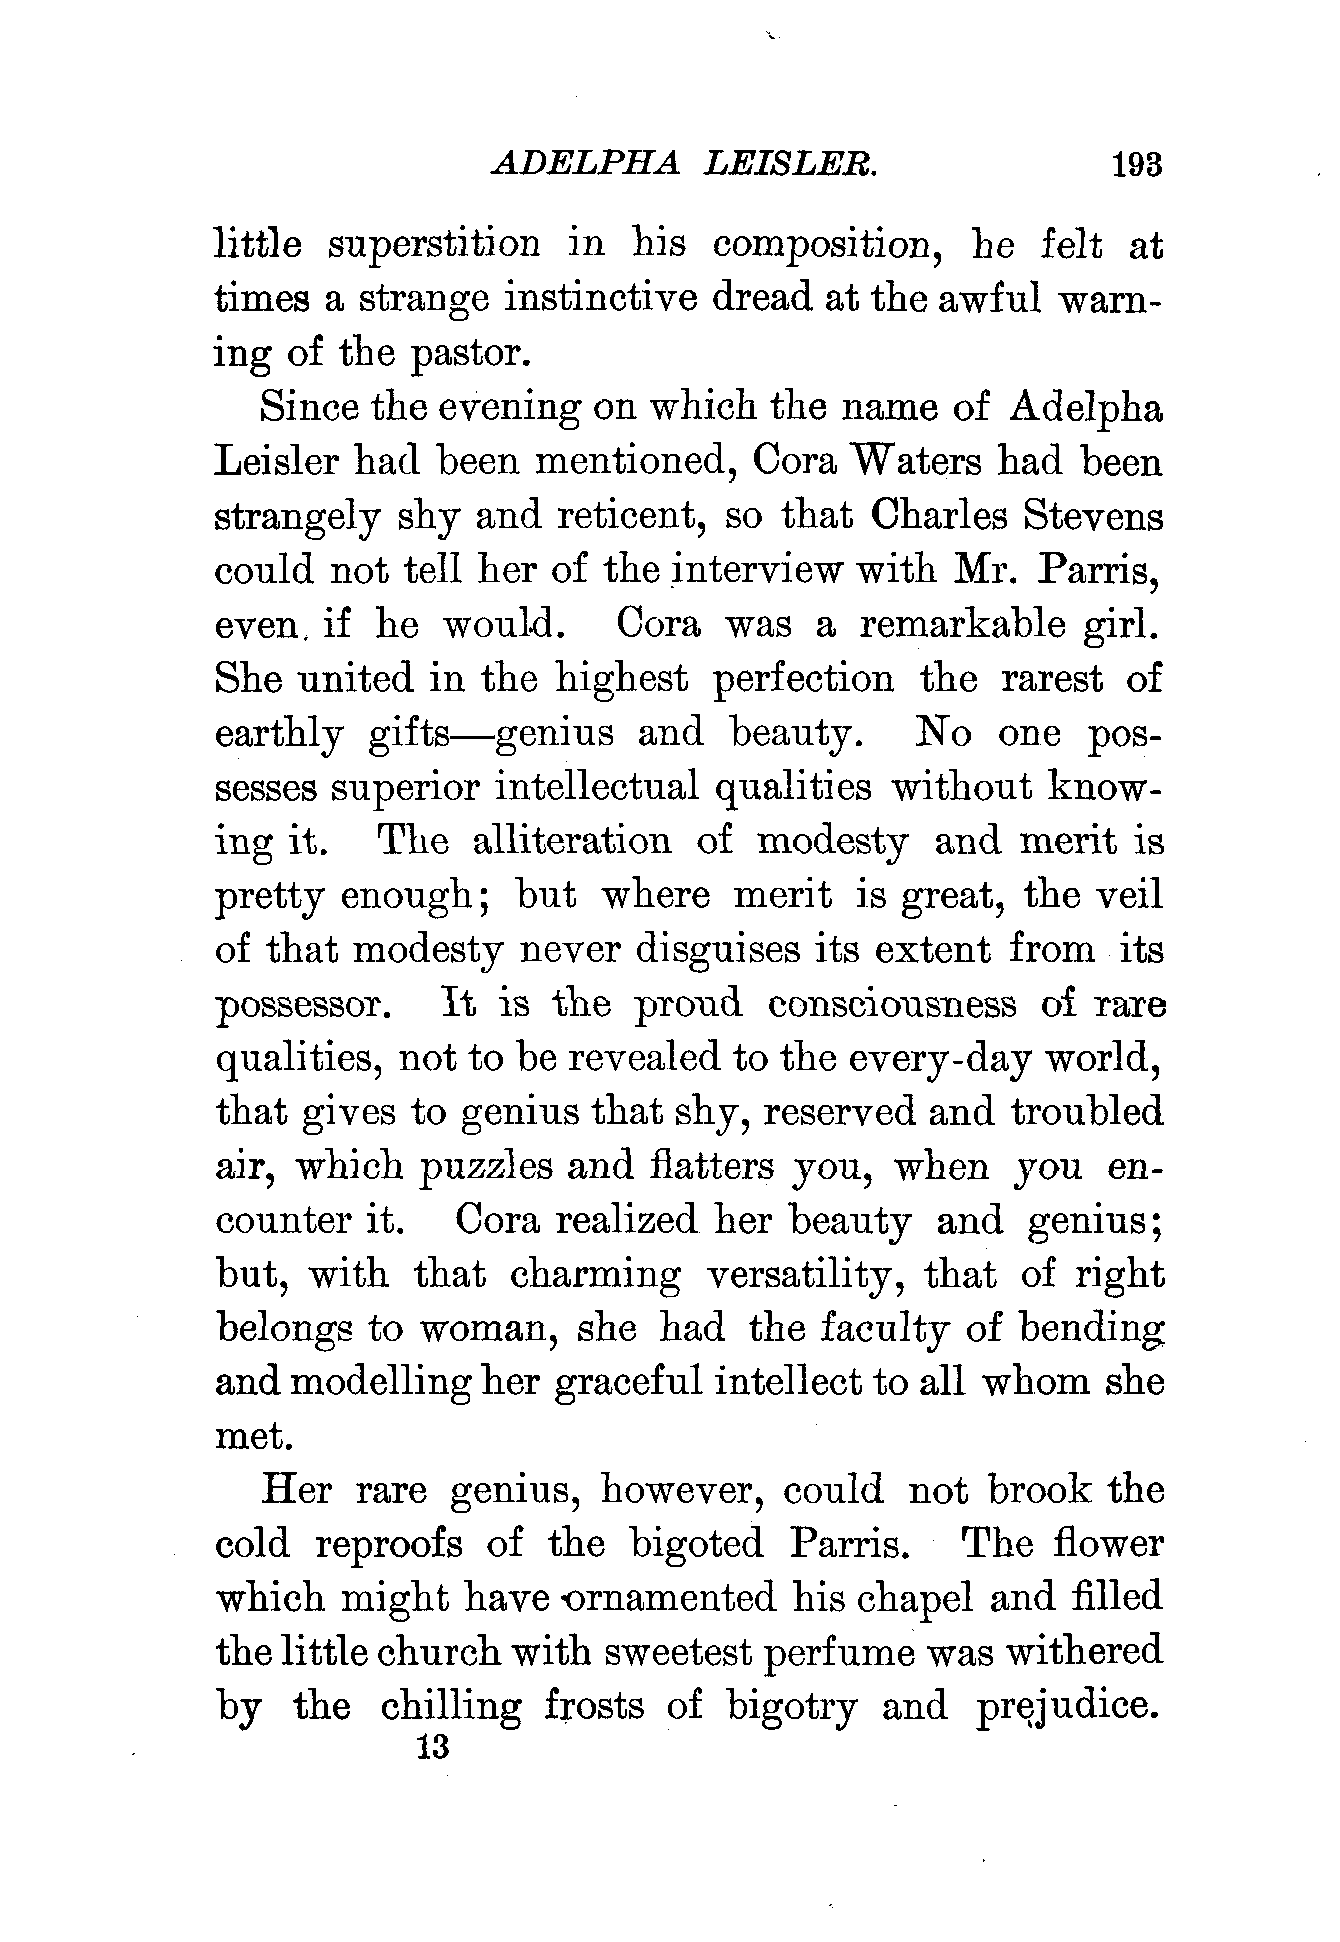 ADELPHA LEISLER. 193
little superstition in his composition, he felt at
times a strange instinctive dread at the awful warn-
ing of the pastor.
Since the evening on which the name of Adelpha
Leisler had been mentioned, Cora Waters had been
strangely shy and reticent, so that Charles Stevens
could not tell her of the interview with Mr. Parris,
even if he would. Cora was a remarkable girl.
She united in the highest perfection the rarest of
earthly gifts—genius and beauty. No one pos-
sesses superior intellectual qualities without know-
ing it. The alliteration of modesty and merit is
pretty enough; but where merit is great, the veil
of that modesty never disguises its extent from its
possessor. It is the proud consciousness of rare
qualities, not to be revealed to the every-day world,
that gives to genius that shy, reserved and troubled
air, which puzzles and flatters you, when you en-
counter it. Cora realized her beauty and genius;
but, with that charming versatility, that of right
belongs to woman, she had the faculty of bending
and modelling her graceful intellect to all whom she
met.
Her rare genius, however, could not brook the
cold reproofs of the bigoted Parris. The flower
which might have ornamented his chapel and filled
the little church with sweetest perfume was withered
by the chilling frosts of bigotry and prejudice.
13